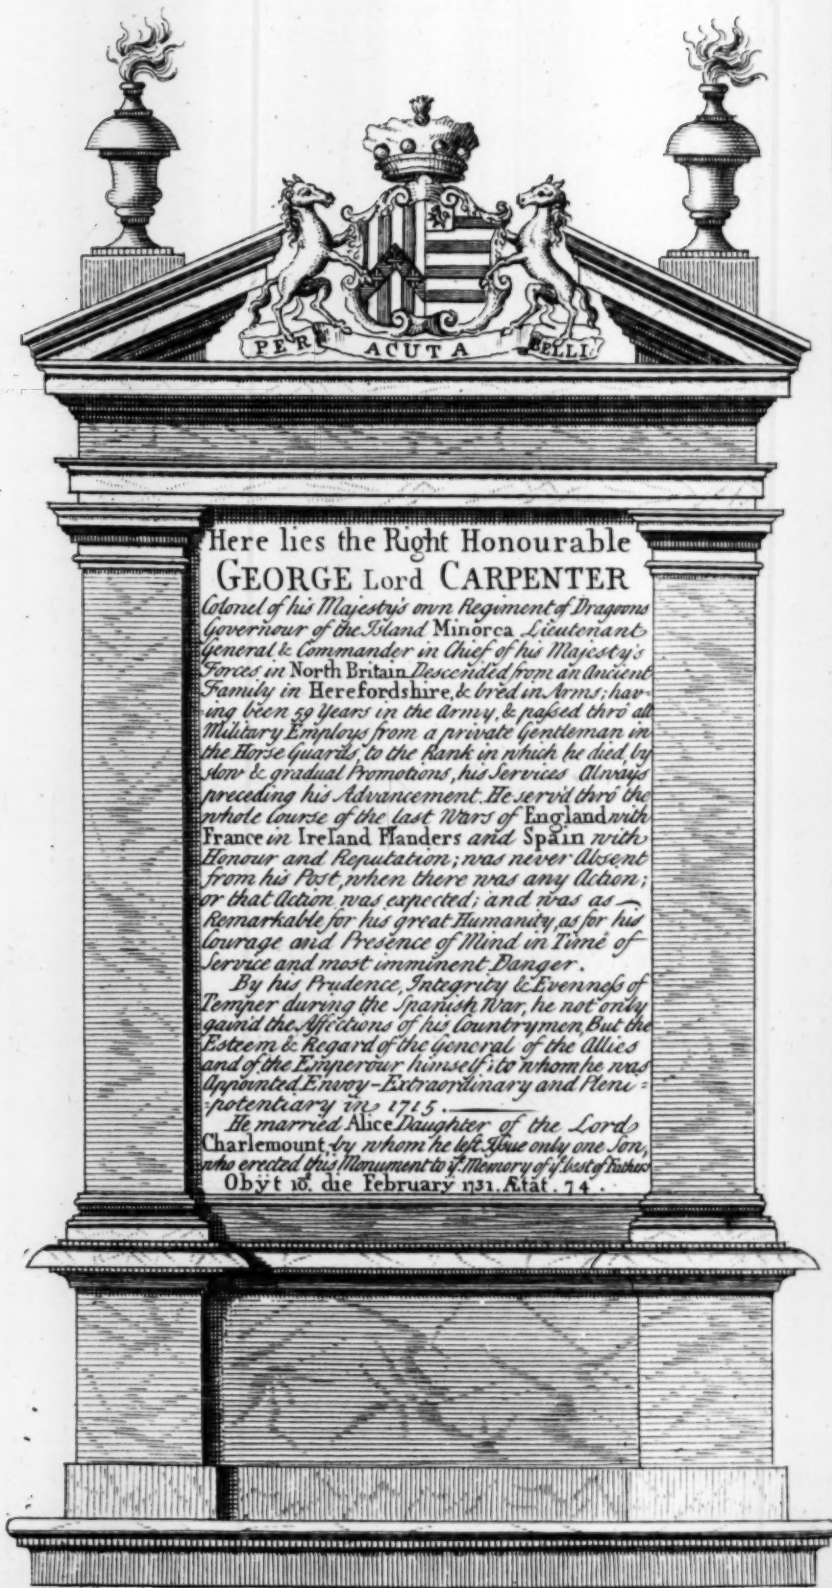 PER ACUTA BELLI
Here lies the Right Honourable
GEORGE Lord CARPENTER
Colonel of his Majesty's own Regiment of Dragoons
Governour of the Island Minorca Lieutenant
General & Commander in Chief of his Majesty's
Forces in North Britain Descended from an Ancient
Family in Herefordshire, & bred in Arms; hav-
ing been 59 Years in the Army, & passed thro' all
Military Employs from a private Gentleman in
the Horse Guards, to the Rank in which he died, by
slow & gradual Promotions, his Services Always
preceding his Advancement. He serv'd thro' the
whole Course of the last Wars of England with
France in Ireland Flanders and Spain with
Honour and Reputation; was never Absent
from his Post, when there was any Action;
or that Action was expected; and was as —
Remarkable for his great Humanity, as for his
Courage and Presence of Mind in Time of
Service and most imminent Danger.
By his Prudence, Integrity & Evenness of
Temper during the Spanish War, he not only
gain'd the Affections of his Countrymen, But the
Esteem & Regard of the General of the Allies
and of the Emperour himself; to whom he was
Appointed Envoy-Extraordinary and Pleni=
-potentiary in 1715.
He married Alice Daughter of the Lord
Charlemount, by whom he left Issue only one Son,
who erected this Monument to yᵉ Memory of yᵉ best of Fathers
Obÿt 10º. die February 1731. Ætat. 74.